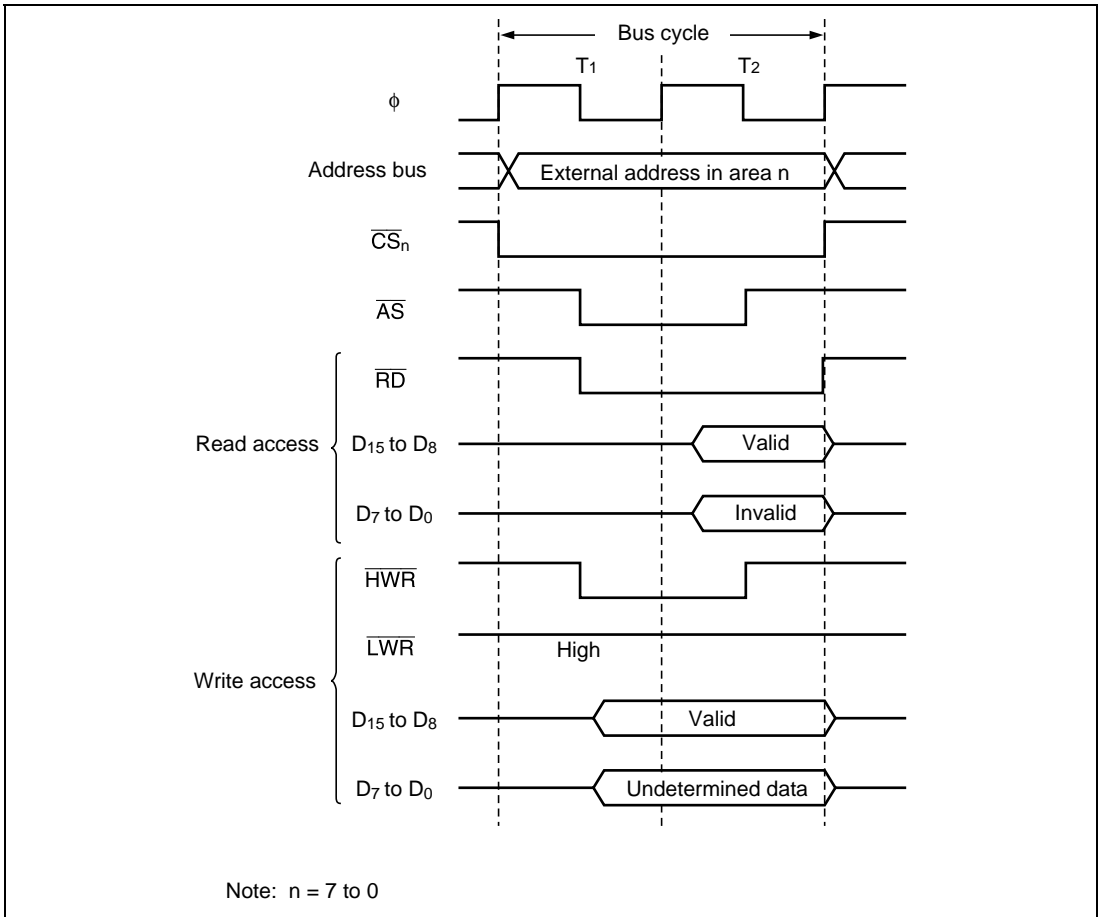 Bus cycle
T1 T2
φ
Address bus External address in area n
CSn
AS
RD
Read access D15 to D8 Valid
D7 to D0 Invalid
HWR
LWR High
Write access
D15 to D8 Valid
D7 to D0 Undetermined data
Note: n = 7 to 0